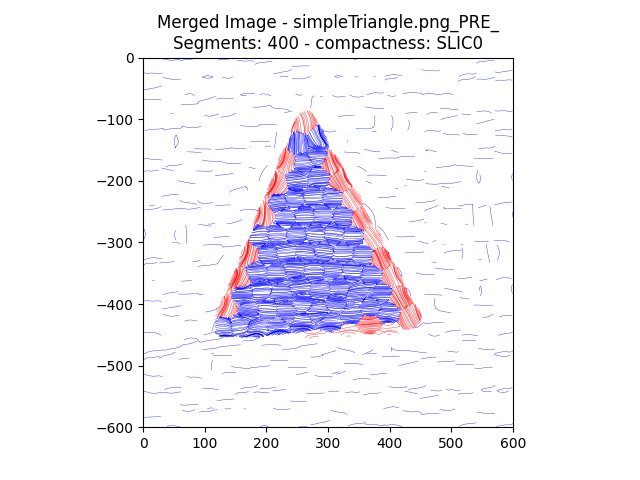 Merged Image - simpleTriangle.png_PRE_
Segments: 400 - compactness: SLIC0
0
−100
−200
−300
−400
−500
−600
0 100 200 300 400 500 600